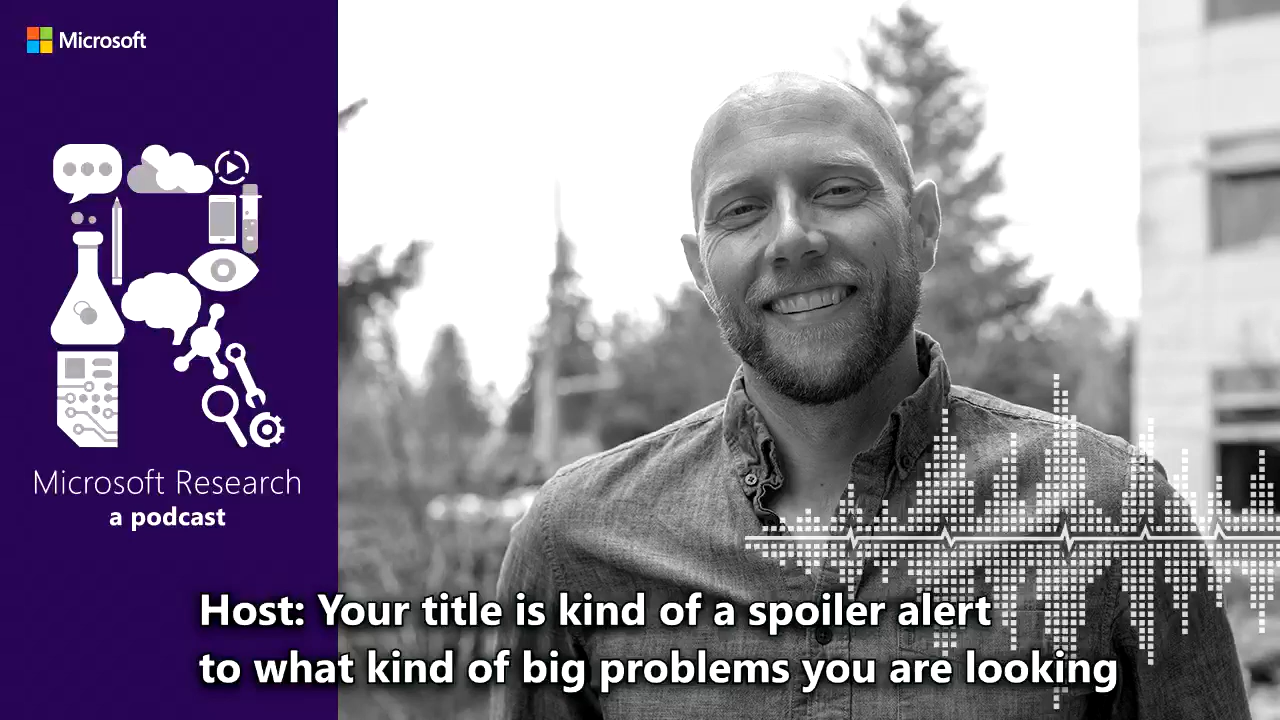 Microsoft
Microsoft Research
a podcast
Host: Your title is kind of a spoiler alert
to what kind of big problems you are looking